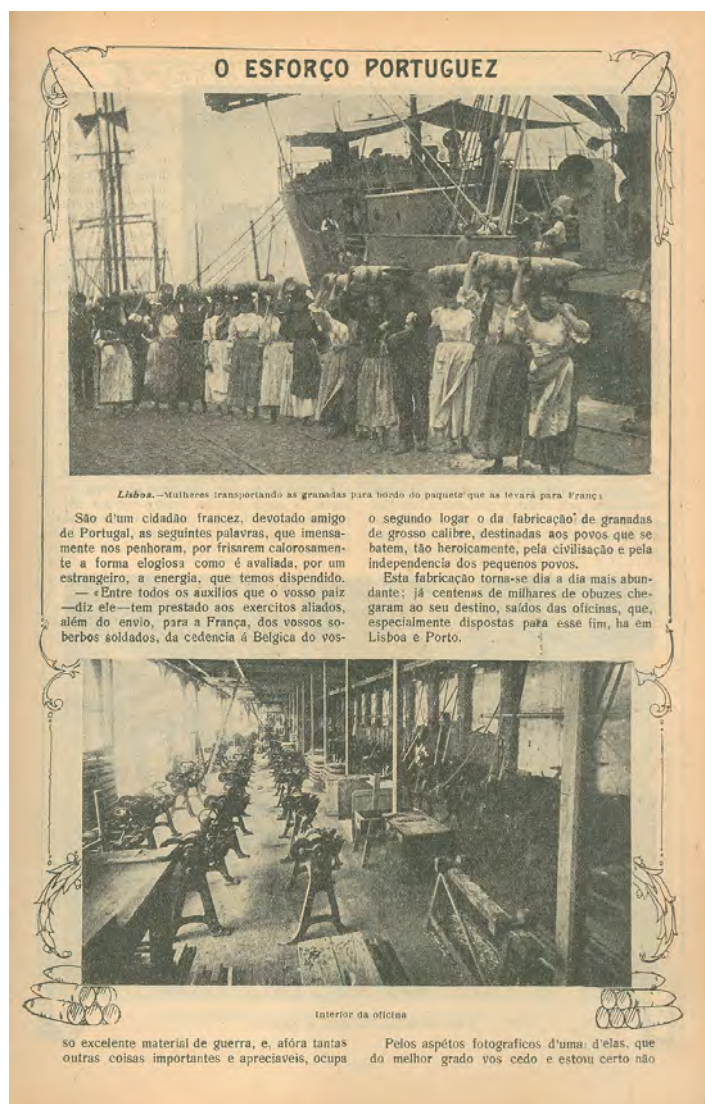 O ESFORÇO PORTUGUEZ
Lisboa.—Mulheres transportando as granadas para bordo do paquete que as levará para França
São d'um cidadão francez, devotado amigo
de Portugal, as seguintes palavras, que imensa-
mente nos penhoram, por frisarem calorosamen-
te a forma elogiosa como é avaliada, por um
estrangeiro, a energia, que temos dispendido.
— «Entre todos os auxilios que o vosso paiz
—diz ele—tem prestado aos exercitos aliados,
além do envio, para a França, dos vossos so-
berbos soldados, da cedencia á Belgica do vos-
o segundo logar o da fabricação de granadas
de grosso calibre, destinadas aos povos que se
batem, tão heroicamente, pela civilisação e pela
independencia dos pequenos povos.
Esta fabricação torna-se dia a dia mais abun-
dante; já centenas de milhares de obuzes che-
garam ao seu destino, saídos das oficinas, que,
especialmente dispostas para esse fim, ha em
Lisboa e Porto.
Interior da oficina
so excelente material de guerra, e, afóra tantas
outras coisas importantes e apreciaveis, ocupa
Pelos aspétos fotograficos d'uma d'elas, que
do melhor grado vos cedo e estou certo não